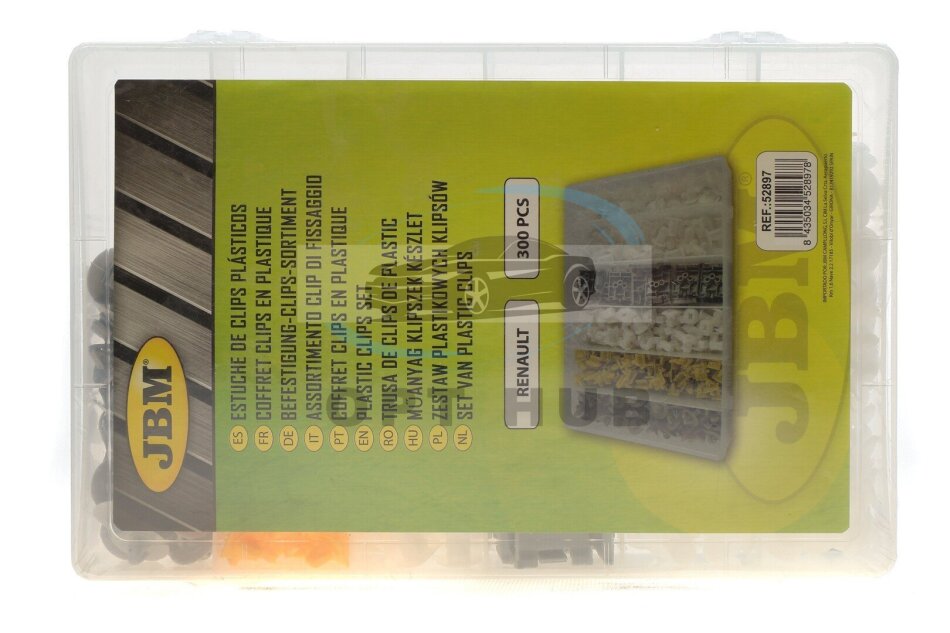 JBM®
ES ESTUCHE DE CLIPS PLÁSTICOS
FR COFFRET CLIPS EN PLASTIQUE
DE BEFESTIGUNG-CLIPS-SORTIMENT
IT ASSORTIMENTO CLIP DI FISSAGGIO
PT COFFRET CLIPS EN PLASTIQUE
EN PLASTIC CLIPS SET
RO TRUSA DE CLIPS DE PLASTIC
HU MŰANYAG KLIPSZEK KÉSZLET
PL ZESTAW PLASTIKOWYCH KLIPSÓW
NL SET VAN PLASTIC CLIPS
RENAULT
300 PCS
REF.:52897
8 435034 528978
JBM®
HUB